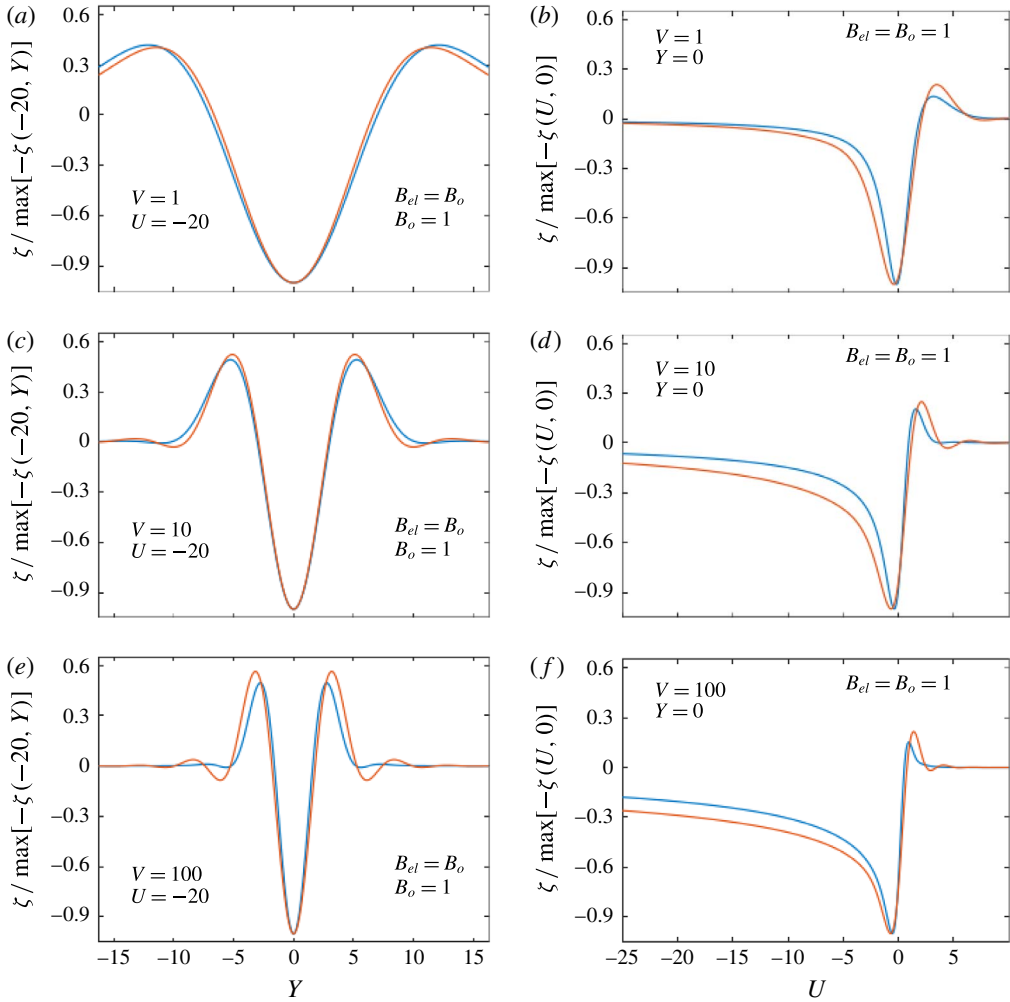 (a)
0.6
0.3
0
−0.3
−0.6
−0.9
ζ / max[−ζ(−20, Y)]
V = 1
U = −20
B_el = B_o
B_o = 1
(b)
0.6
0.3
0
−0.3
−0.6
−0.9
ζ / max[−ζ(U, 0)]
V = 1
Y = 0
B_el = B_o = 1
(c)
0.6
0.3
0
−0.3
−0.6
−0.9
ζ / max[−ζ(−20, Y)]
V = 10
U = −20
B_el = B_o
B_o = 1
(d)
0.6
0.3
0
−0.3
−0.6
−0.9
ζ / max[−ζ(U, 0)]
V = 10
Y = 0
B_el = B_o = 1
(e)
0.6
0.3
0
−0.3
−0.6
−0.9
ζ / max[−ζ(−20, Y)]
V = 100
U = −20
B_el = B_o
B_o = 1
−15 −10 −5 0 5 10 15
Y
(f)
0.6
0.3
0
−0.3
−0.6
−0.9
ζ / max[−ζ(U, 0)]
V = 100
Y = 0
B_el = B_o = 1
−25 −20 −15 −10 −5 0 5
U